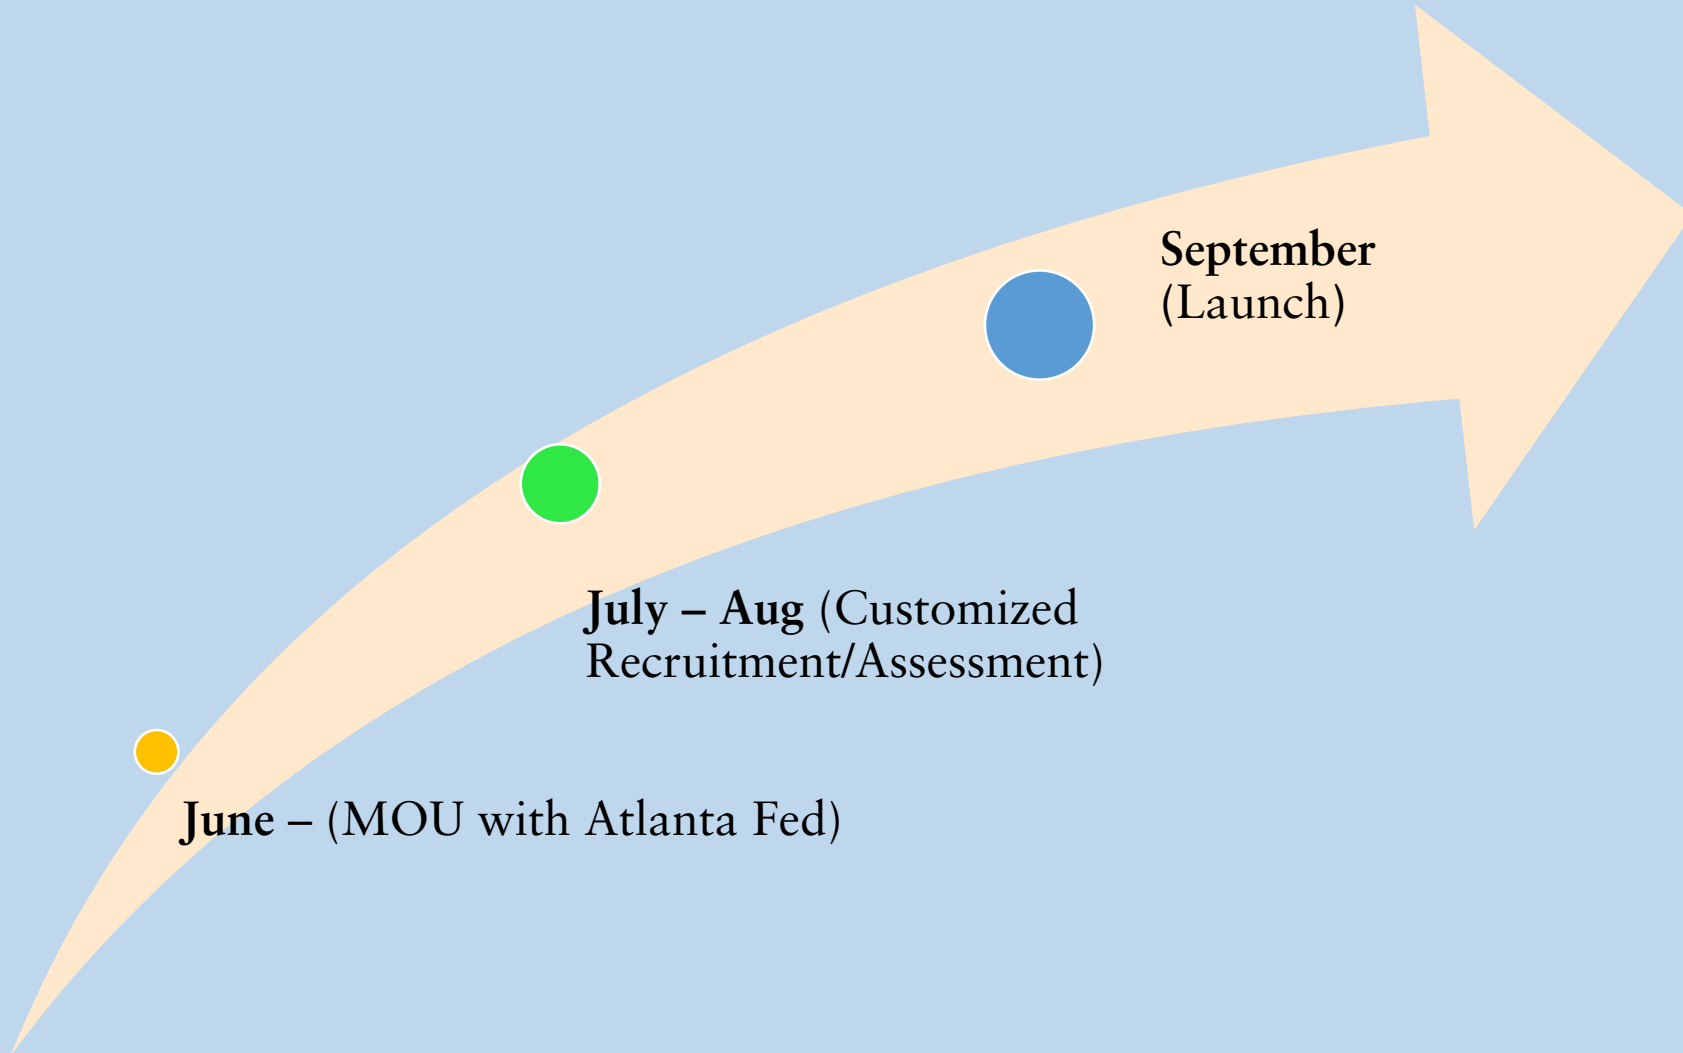 September
(Launch)
July – Aug (Customized
Recruitment/Assessment)
June – (MOU with Atlanta Fed)